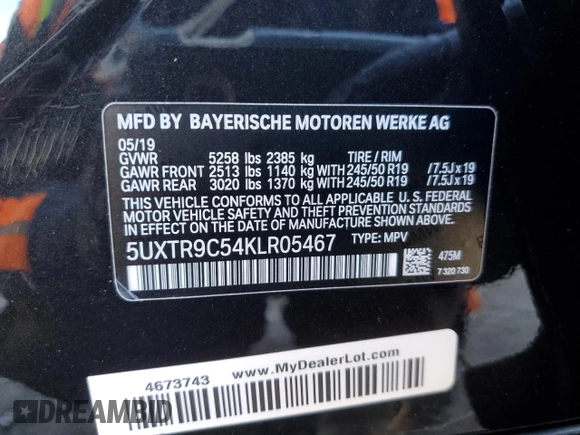 MFD BY BAYERISCHE MOTOREN WERKE AG
05/19
GVWR 5258 lbs 2385 kg TIRE / RIM
GAWR FRONT 2513 lbs 1140 kg WITH 245/50 R19 / 7.5J x 19
GAWR REAR 3020 lbs 1370 kg WITH 245/50 R19 / 7.5J x 19
THIS VEHICLE CONFORMS TO ALL APPLICABLE U. S. FEDERAL
MOTOR VEHICLE SAFETY, BUMPER,
AND THEFT PREVENTION STANDARDS IN EFFECT
ON THE DATE OF MANUFACTURE SHOWN ABOVE.
5UXTR9C54KLR05467 TYPE: MPV
475M
7 320 730
4673743 www.MyDealerLot.com
DREAMBID